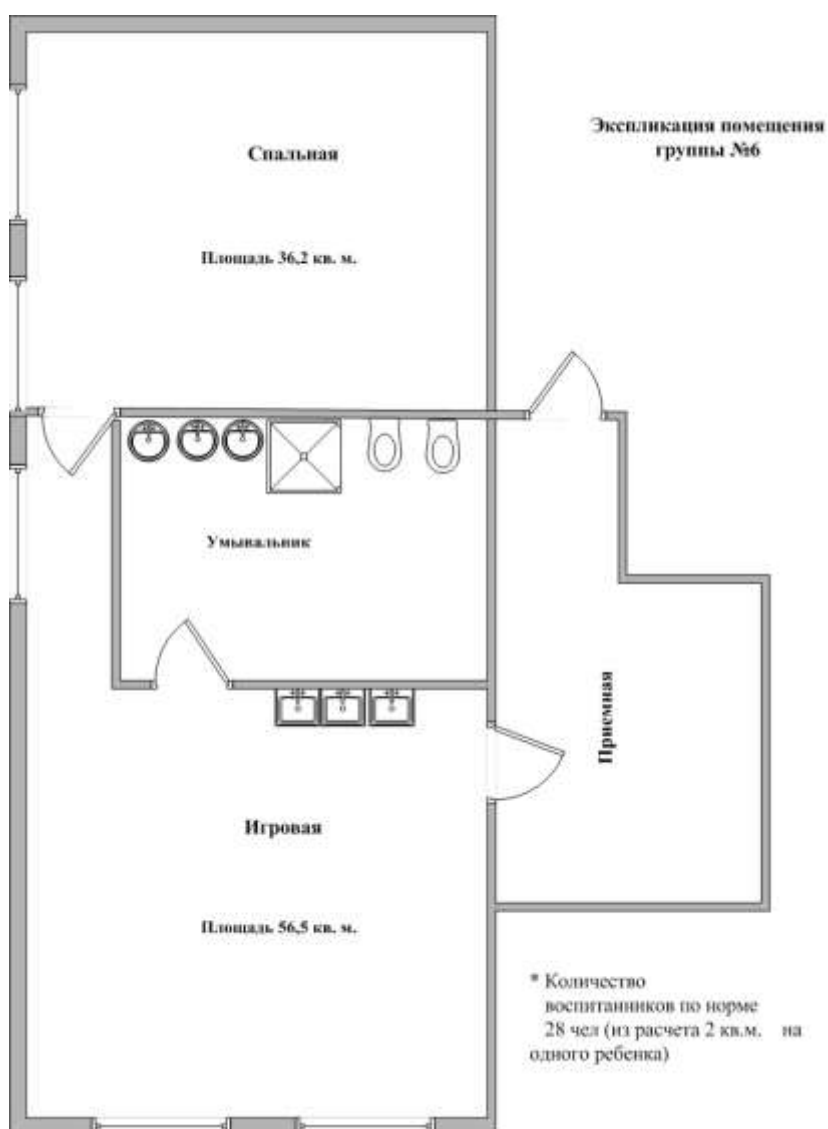 Экспликация помещения
группы №6
Спальная
Площадь 36,2 кв. м.
Умывальник
Приемная
Игровая
Площадь 56,5 кв. м.
* Количество
воспитанников по норме
28 чел (из расчета 2 кв.м. на
одного ребенка)